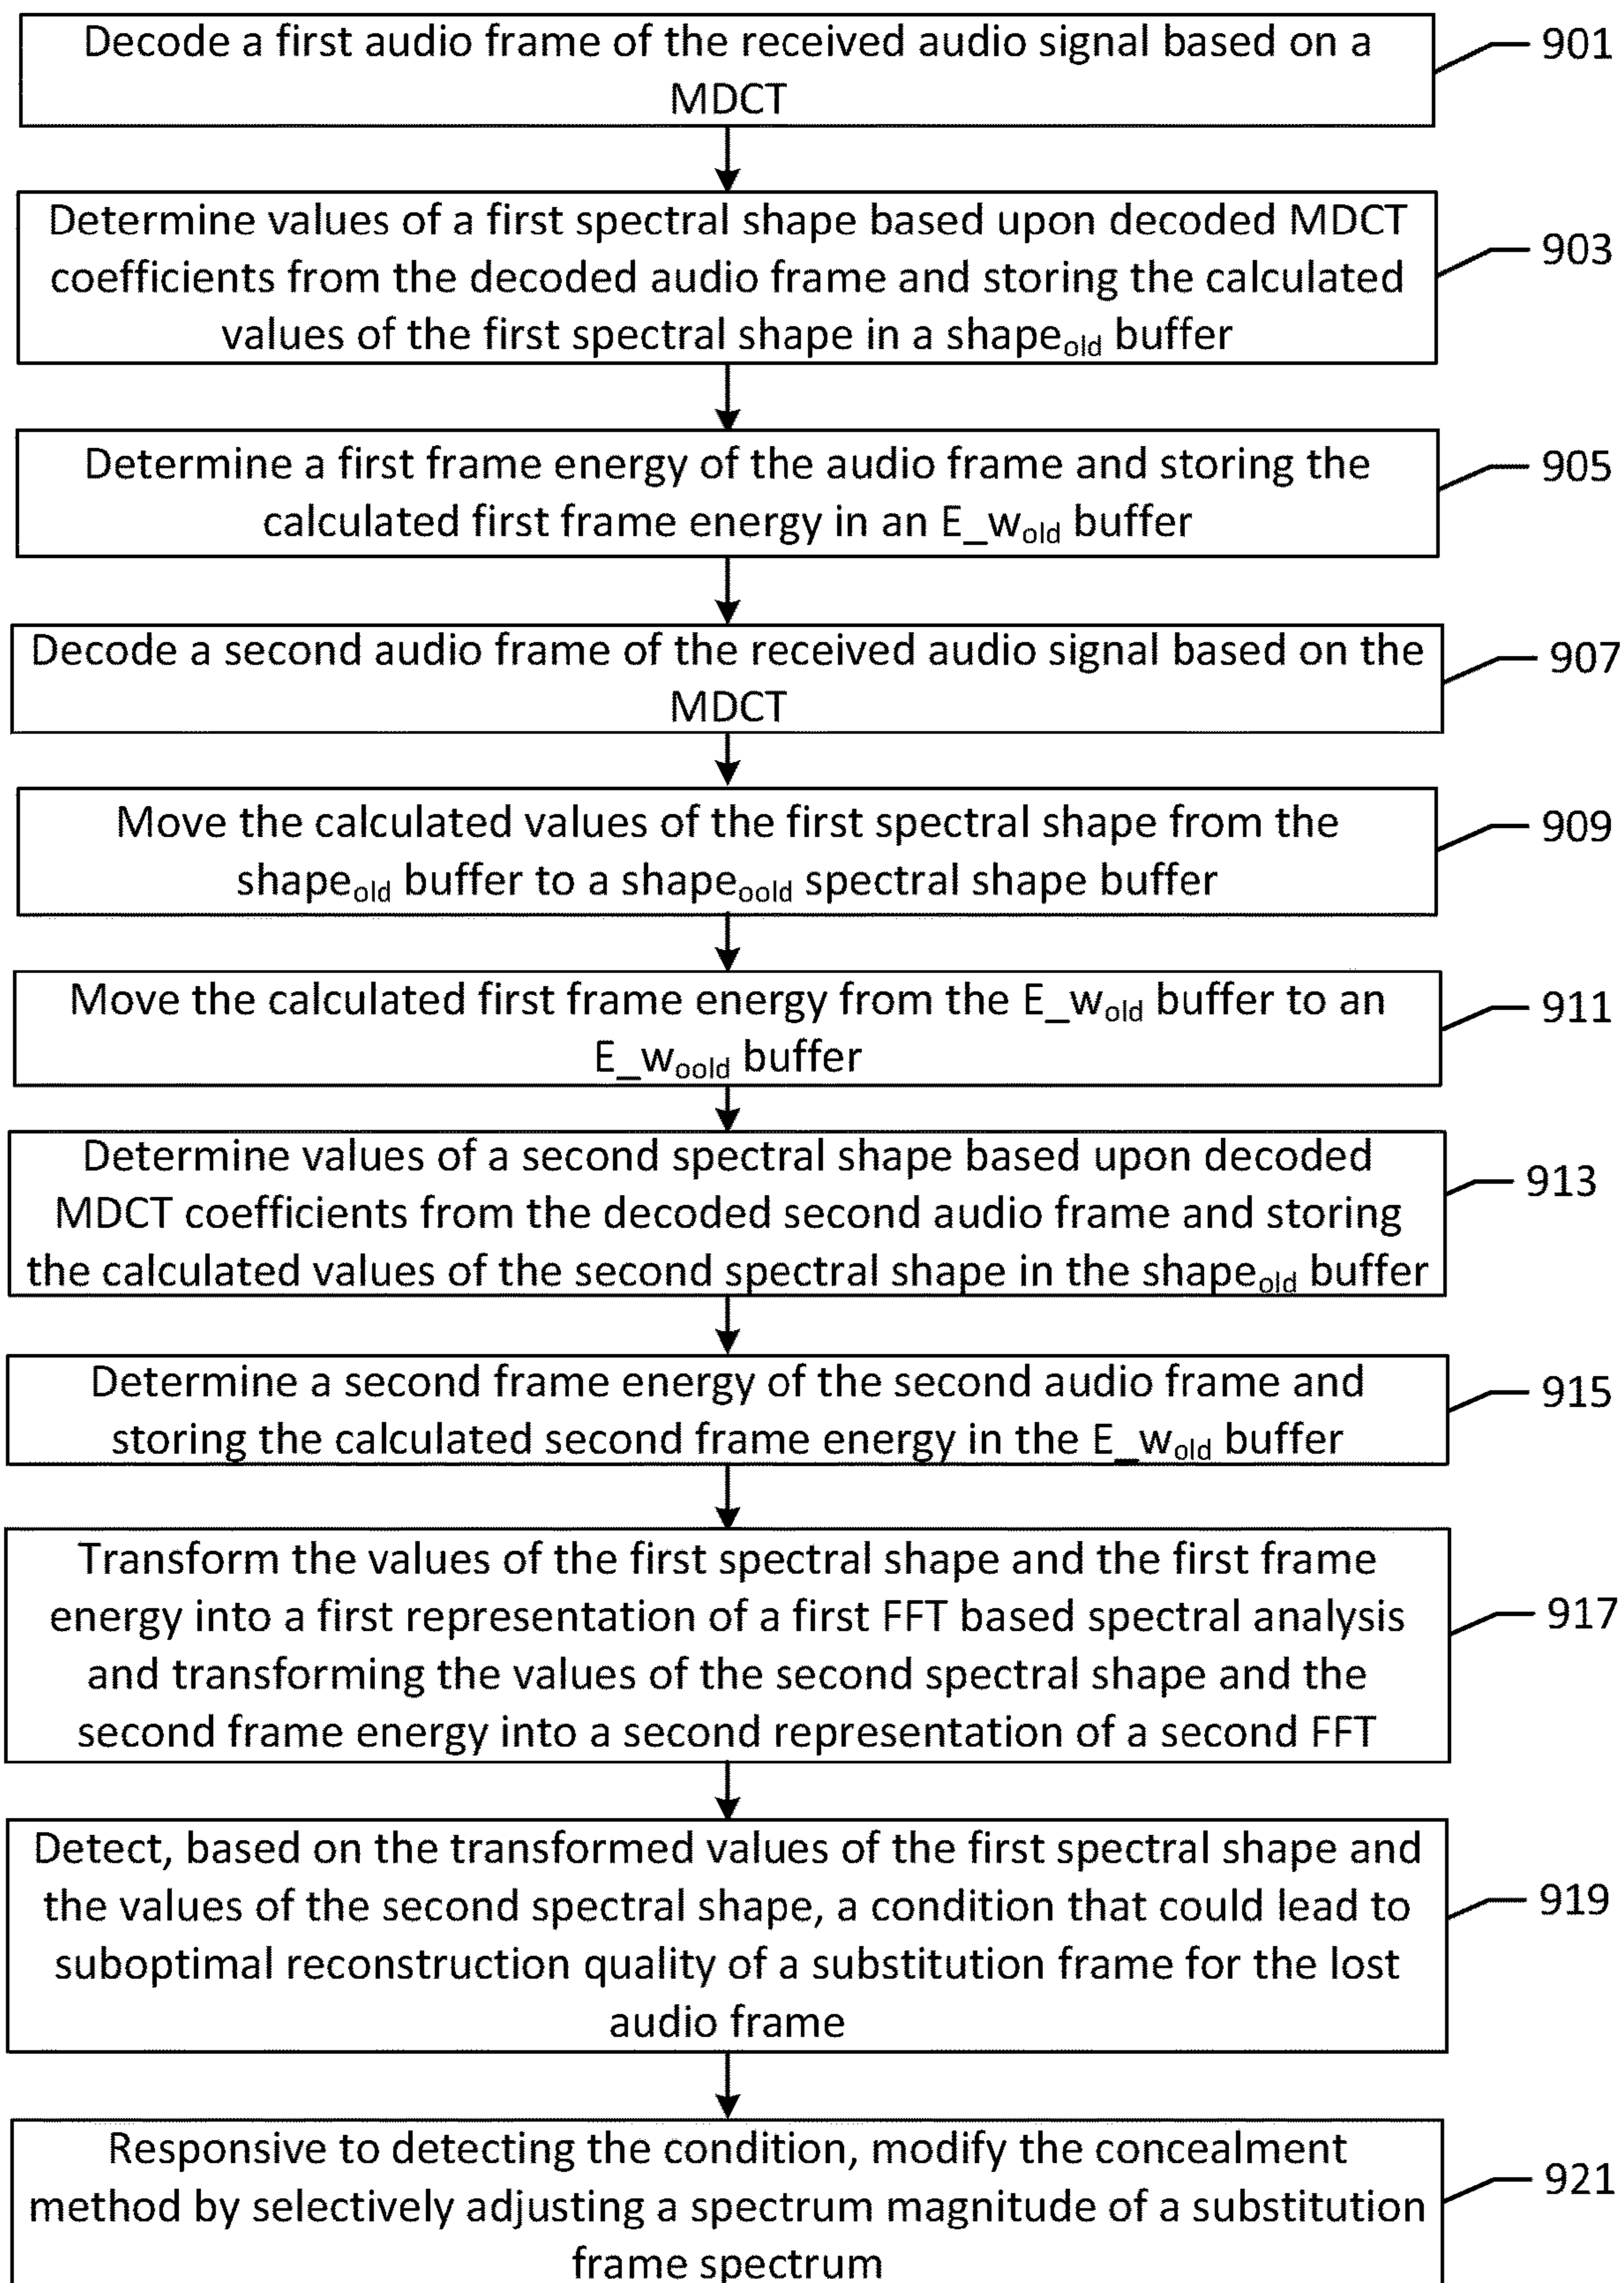 Decode a first audio frame of the received audio signal based on a
MDCT
901
Determine values of a first spectral shape based upon decoded MDCT
coefficients from the decoded audio frame and storing the calculated
values of the first spectral shape in a shapeold buffer
903
Determine a first frame energy of the audio frame and storing the
calculated first frame energy in an E_wold buffer
905
Decode a second audio frame of the received audio signal based on the
MDCT
907
Move the calculated values of the first spectral shape from the
shapeold buffer to a shapeoold spectral shape buffer
909
Move the calculated first frame energy from the E_wold buffer to an
E_woold buffer
911
Determine values of a second spectral shape based upon decoded
MDCT coefficients from the decoded second audio frame and storing
the calculated values of the second spectral shape in the shapeold buffer
913
Determine a second frame energy of the second audio frame and
storing the calculated second frame energy in the E_wold buffer
915
Transform the values of the first spectral shape and the first frame
energy into a first representation of a first FFT based spectral analysis
and transforming the values of the second spectral shape and the
second frame energy into a second representation of a second FFT
917
Detect, based on the transformed values of the first spectral shape and
the values of the second spectral shape, a condition that could lead to
suboptimal reconstruction quality of a substitution frame for the lost
audio frame
919
Responsive to detecting the condition, modify the concealment
method by selectively adjusting a spectrum magnitude of a substitution
frame spectrum
921